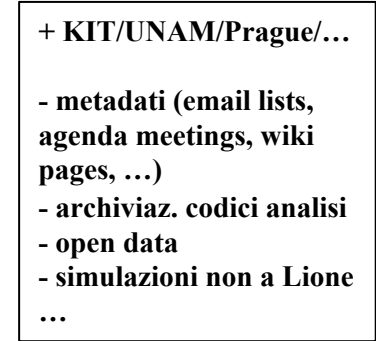 + KIT/UNAM/Prague/…
- metadati (email lists,
agenda meetings, wiki
pages, …)
- archiviaz. codici analisi
- open data
- simulazioni non a Lione
…